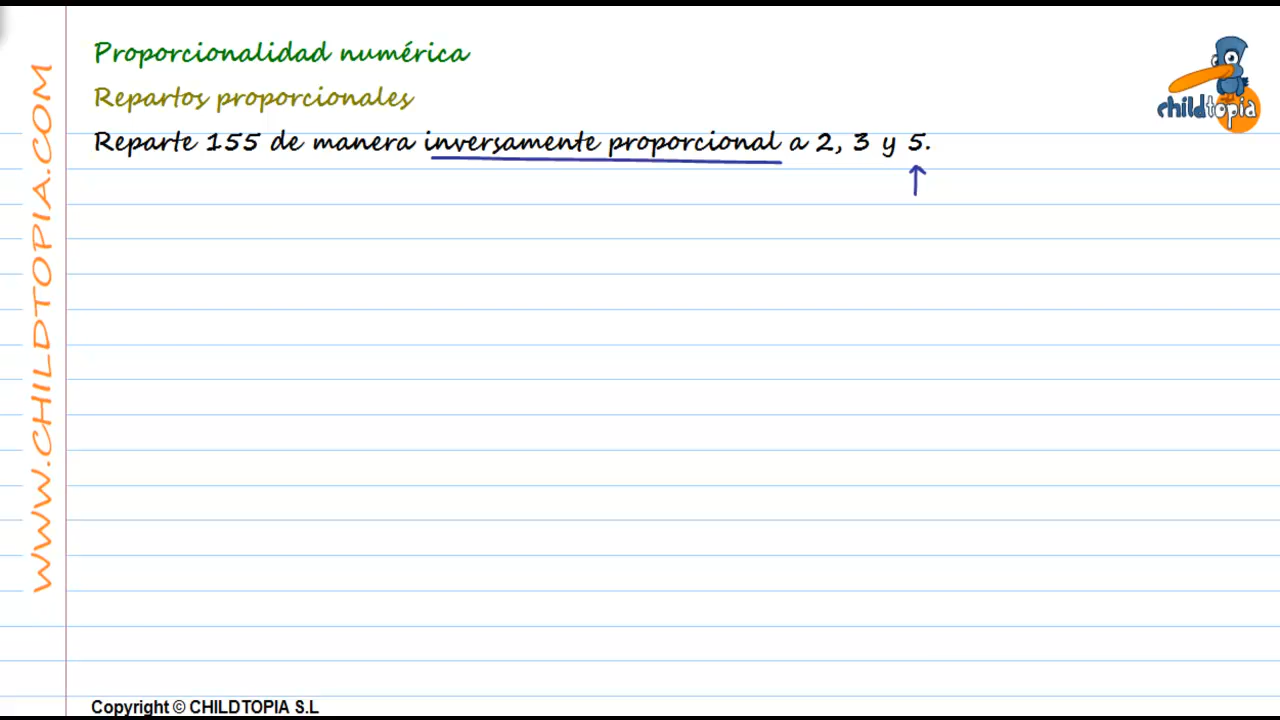 Proporcionalidad numérica
Repartos proporcionales
Reparte 155 de manera inversamente proporcional a 2, 3 y 5.
childtopia
WWW.CHILDTOPIA.COM
Copyright © CHILDTOPIA S.L